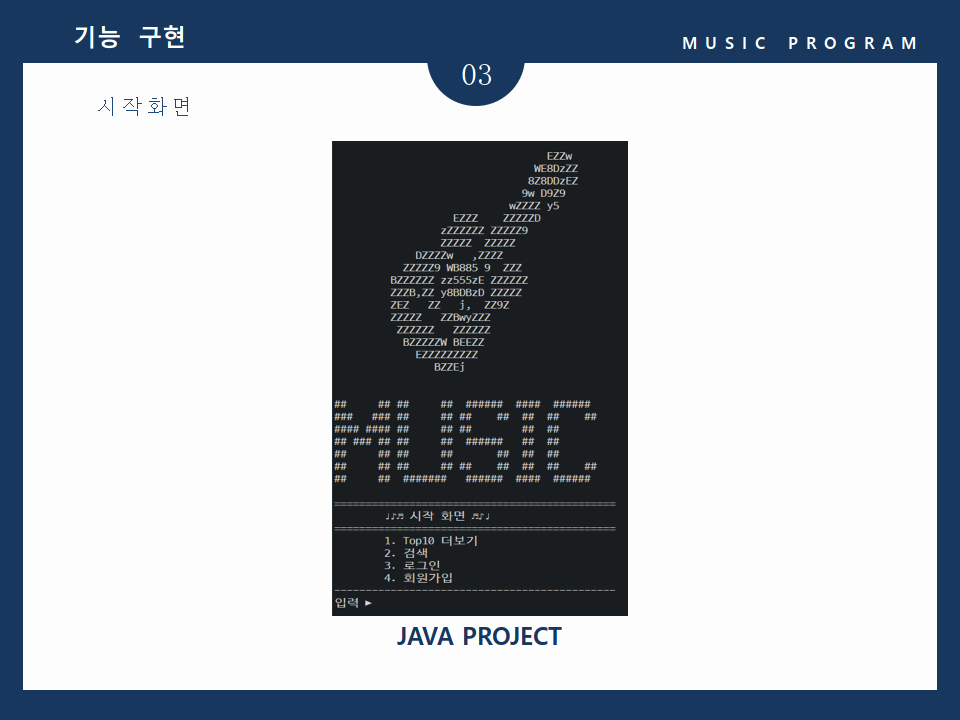 기능 구현
MUSIC PROGRAM
03
시작화면
EZZw
WE8DzZZ
8Z8DDzEZ
9w D9Z9
wZZZZ y5
EZZZ    ZZZZZD
zZZZZZZ ZZZZZ9
ZZZZZ  ZZZZZ
DZZZZw   ,ZZZZ
ZZZZZ9 WB885 9  ZZZ
BZZZZZZ zz555zE ZZZZZZ
ZZZB,ZZ y8BDBzD ZZZZZ
ZEZ   ZZ   j,  ZZ9Z
ZZZZZ   ZZBwyZZZ
ZZZZZZ   ZZZZZZ
BZZZZZW BEEZZ
EZZZZZZZZZ
BZZEj
##     ## ##     ##  ######  ####  ######
###   ### ##     ## ##    ##  ##  ##    ##
#### #### ##     ## ##        ##  ##
## ### ## ##     ##  ######   ##  ##
##     ## ##     ##       ##  ##  ##
##     ## ##     ## ##    ##  ##  ##    ##
##     ##  #######   ######  ####  ######
=============================================
♩♪♬ 시작 화면 ♬♪♩
=============================================
1. Top10 더보기
2. 검색
3. 로그인
4. 회원가입
---------------------------------------------
입력 ►
JAVA PROJECT